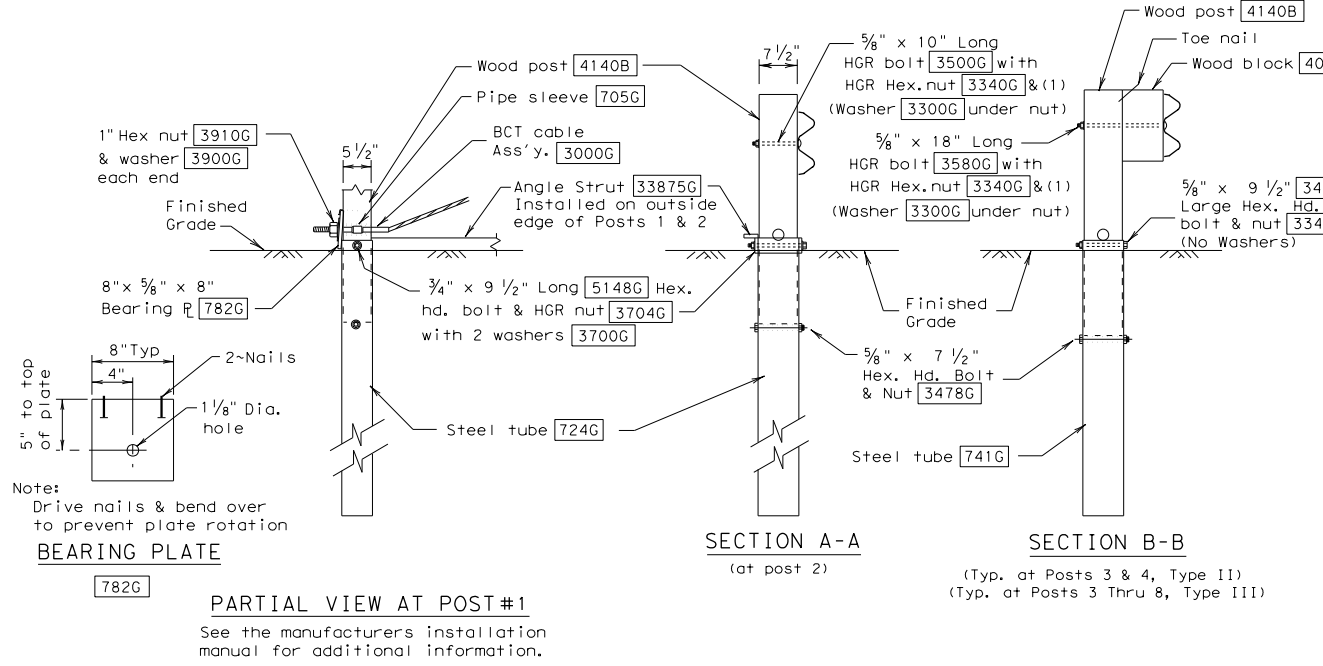 Wood post 4140B
Pipe sleeve 705G
BCT cable
Ass'y. 3000G
1" Hex nut 3910G
& washer 3900G
each end
5 1/2"
Angle Strut 33875G
Installed on outside
edge of Posts 1 & 2
Finished
Grade
8" x 5/8" x 8"
Bearing PL 782G
3/4" x 9 1/2" Long 5148G Hex.
hd. bolt & HGR nut 3704G
with 2 washers 3700G
8" Typ
4"
2~Nails
5" to top
of plate
1 1/8" Dia.
hole
Steel tube 724G
Note:
Drive nails & bend over
to prevent plate rotation
BEARING PLATE
782G
PARTIAL VIEW AT POST #1
See the manufacturers installation
manual for additional information.
7 1/2"
5/8" x 10" Long
HGR bolt 3500G with
HGR Hex. nut 3340G & (1)
(Washer 3300G under nut)
5/8" x 18" Long
HGR bolt 3580G with
HGR Hex. nut 3340G & (1)
(Washer 3300G under nut)
Finished
Grade
5/8" x 7 1/2"
Hex. Hd. Bolt
& Nut 3478G
SECTION A-A
(at post 2)
Wood post 4140B
Toe nail
Wood block
5/8" x 9 1/2"
Large Hex. Hd.
bolt & nut
(No Washers)
Steel tube 741G
SECTION B-B
(Typ. at Posts 3 & 4, Type II)
(Typ. at Posts 3 Thru 8, Type III)